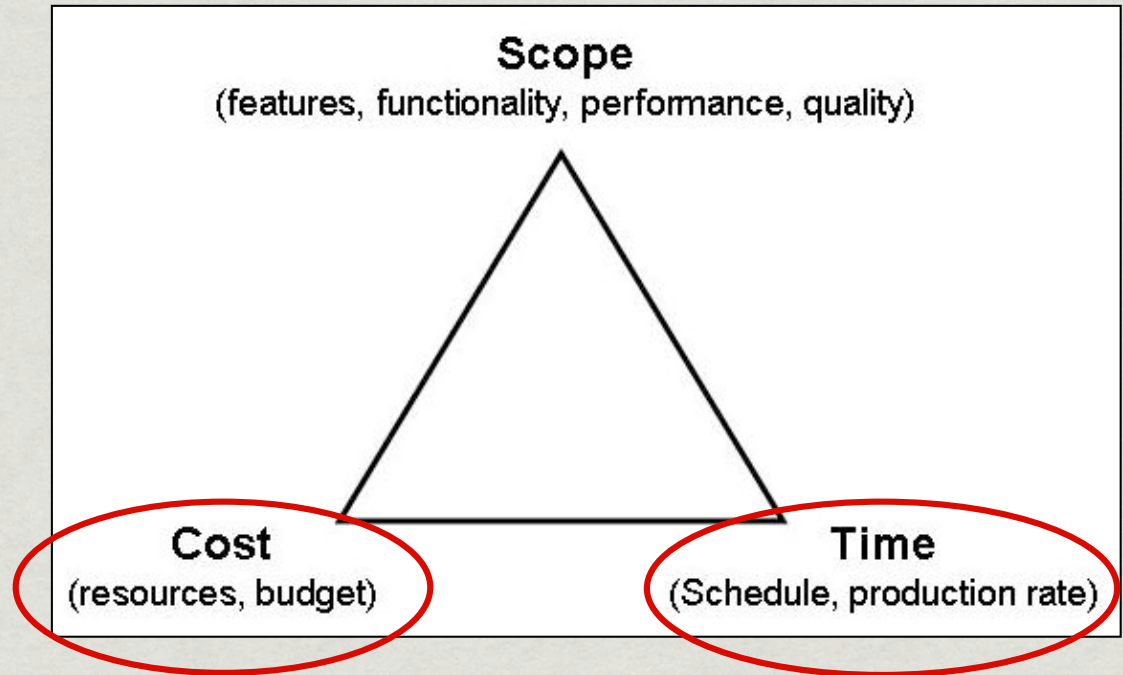 Scope
(features, functionality, performance, quality)
Cost
(resources, budget)
Time
(Schedule, production rate)